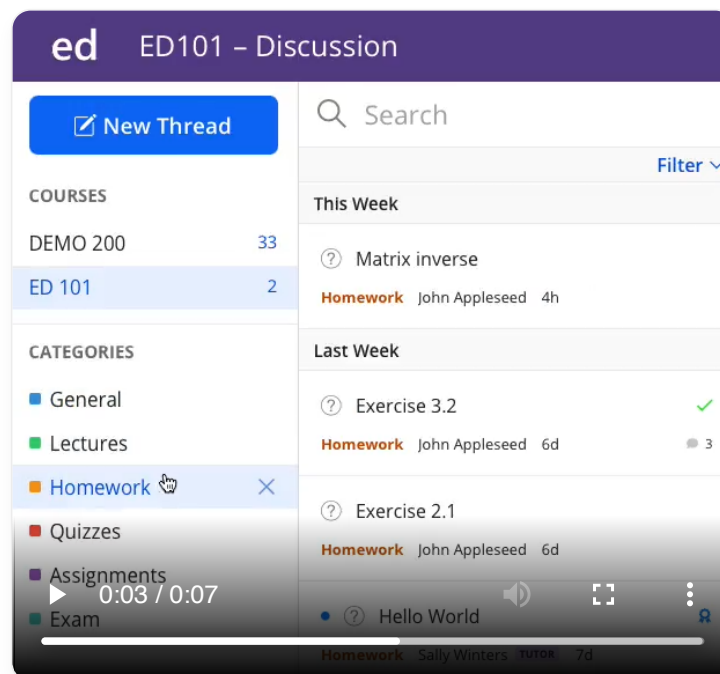 ed ED101 – Discussion
New Thread
COURSES
DEMO 200 33
ED 101 2
CATEGORIES
General
Lectures
Homework
Quizzes
Assignments
Exam
Search
Filter
This Week
Matrix inverse
Homework John Appleseed 4h
Last Week
Exercise 3.2
Homework John Appleseed 6d
3
Exercise 2.1
Homework John Appleseed 6d
Hello World
Homework Sally Winters TUTOR 7d
0:03 / 0:07